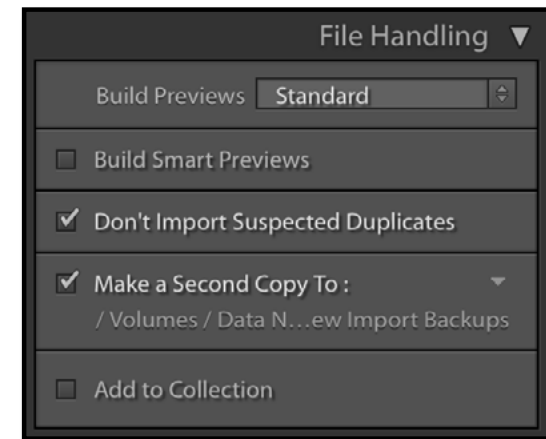 File Handling
Build Previews Standard
Build Smart Previews
Don't Import Suspected Duplicates
Make a Second Copy To :
/ Volumes / Data N...ew Import Backups
Add to Collection